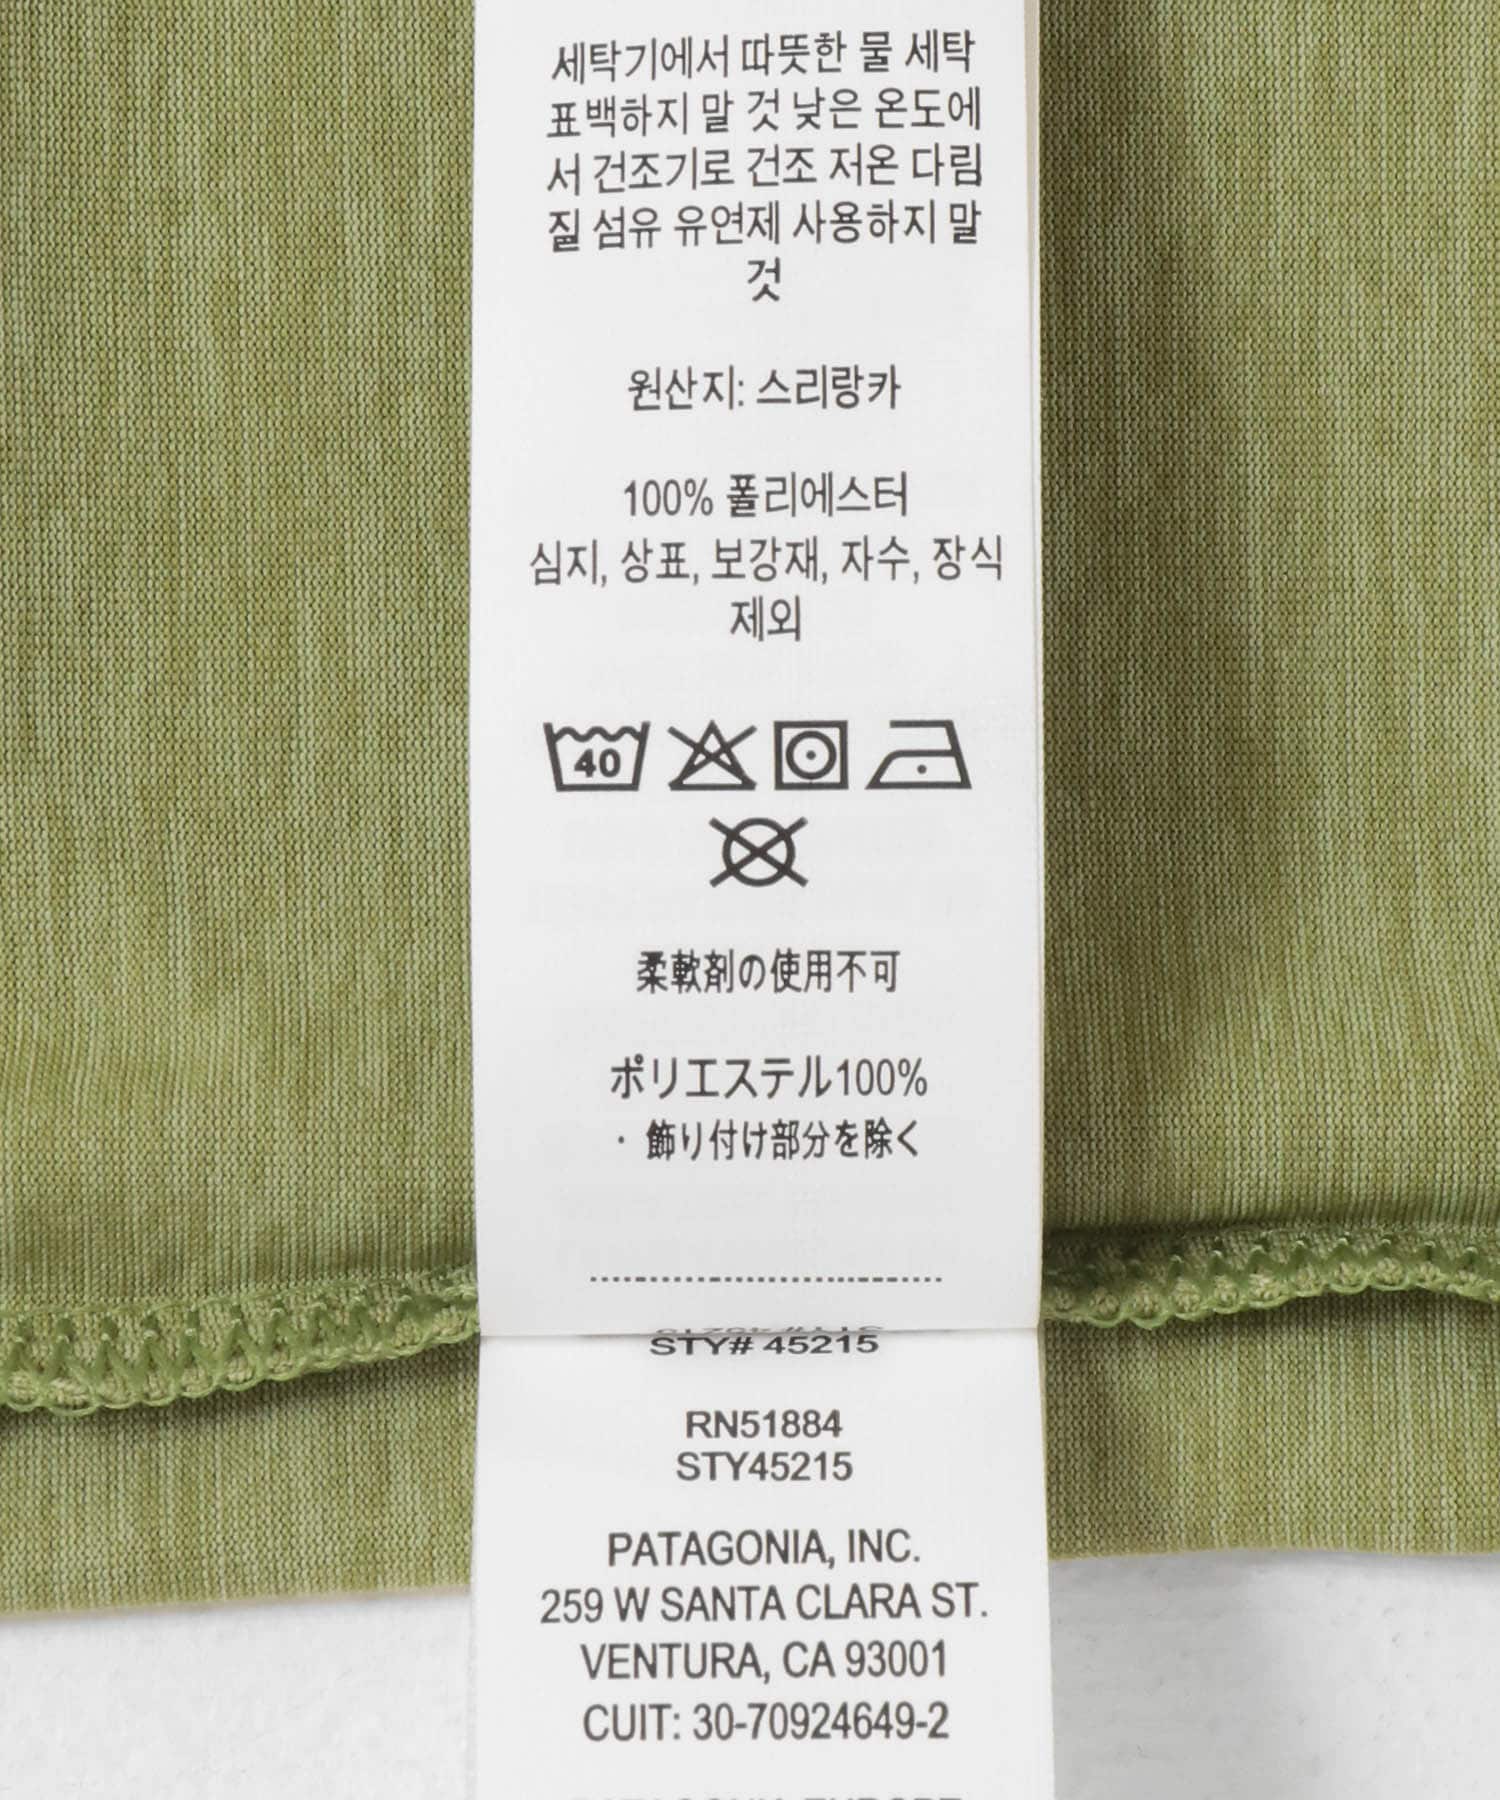 세탁기에서 따뜻한 물 세탁
표백하지 말 것 낮은 온도에
서 건조기로 건조 저온 다림
질 섬유 유연제 사용하지 말
것
원산지: 스리랑카
100% 폴리에스터
심지, 상표, 보강재, 자수, 장식
제외
40
柔軟剤の使用不可
ポリエステル100%
・飾り付け部分を除く
STY# 45215
RN51884
STY45215
PATAGONIA, INC.
259 W SANTA CLARA ST.
VENTURA, CA 93001
CUIT: 30-70924649-2